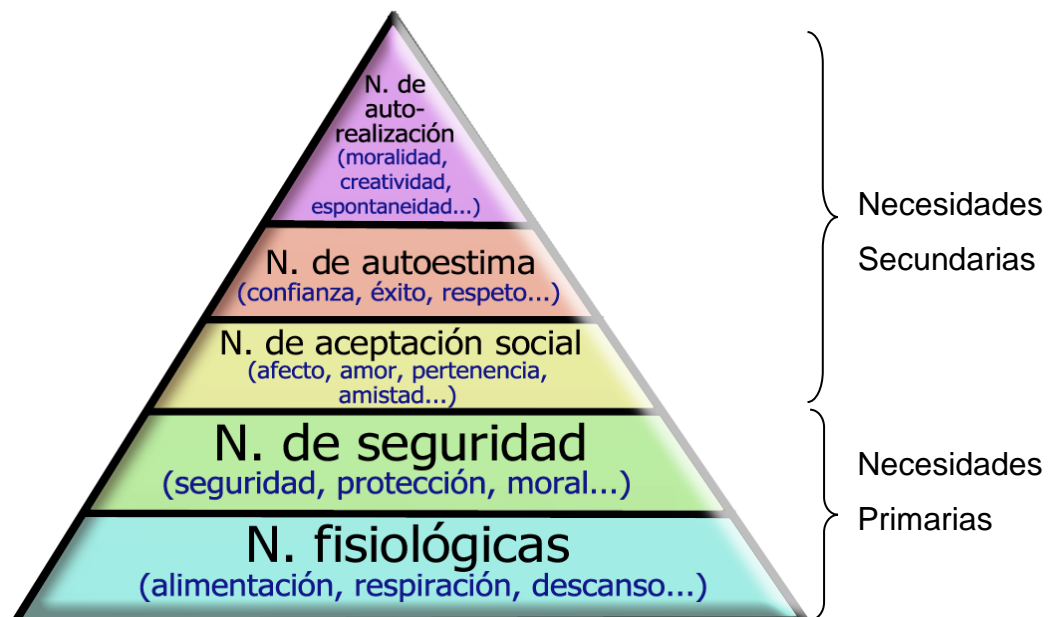 N. de
auto-
realización
(moralidad,
creatividad,
espontaneidad...)
N. de autoestima
(confianza, éxito, respeto...)
N. de aceptación social
(afecto, amor, pertenencia,
amistad...)
N. de seguridad
(seguridad, protección, moral...)
N. fisiológicas
(alimentación, respiración, descanso...)
Necesidades
Secundarias
Necesidades
Primarias